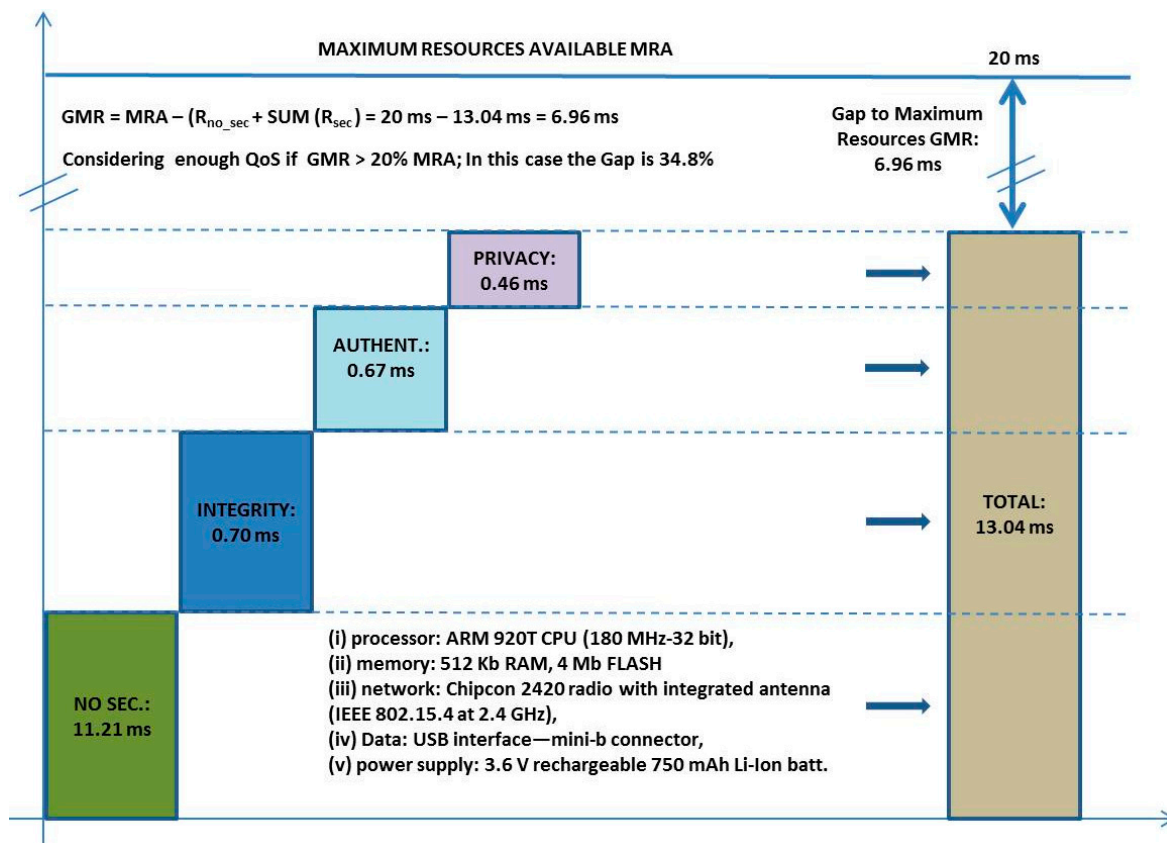 MAXIMUM RESOURCES AVAILABLE MRA
20 ms
GMR = MRA – (Rno_sec + SUM (Rsec) = 20 ms – 13.04 ms = 6.96 ms
Considering enough QoS if GMR > 20% MRA; In this case the Gap is 34.8%
Gap to Maximum
Resources GMR:
6.96 ms
PRIVACY:
0.46 ms
AUTHENT.:
0.67 ms
INTEGRITY:
0.70 ms
TOTAL:
13.04 ms
NO SEC.:
11.21 ms
(i) processor: ARM 920T CPU (180 MHz-32 bit),
(ii) memory: 512 Kb RAM, 4 Mb FLASH
(iii) network: Chipcon 2420 radio with integrated antenna
(IEEE 802.15.4 at 2.4 GHz),
(iv) Data: USB interface—mini-b connector,
(v) power supply: 3.6 V rechargeable 750 mAh Li-Ion batt.